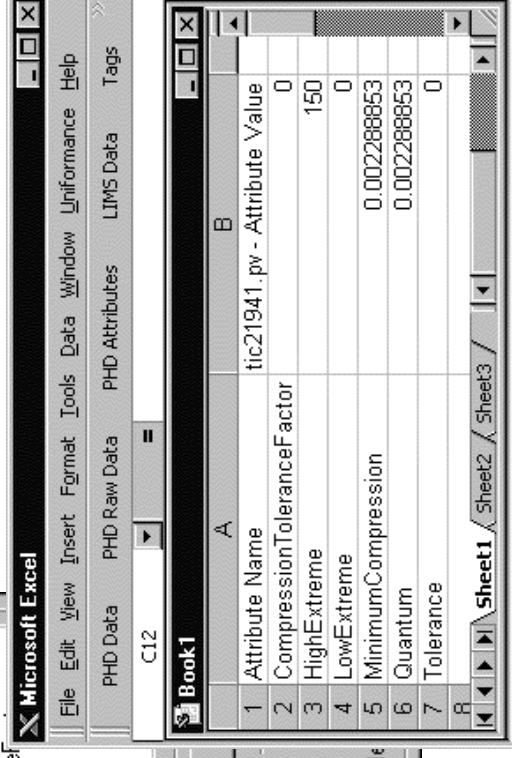 Microsoft Excel
File Edit View Insert Format Tools Data Window Uniformance Help
PHD Data PHD Raw Data PHD Attributes LIMS Data Tags
C12 =
Book1
A B
1 Attribute Name tic21941.pv - Attribute Value
2 CompressionToleranceFactor 0
3 HighExtreme 150
4 LowExtreme 0
5 MinimumCompression 0.002288853
6 Quantum 0.002288853
7 Tolerance 0
8
Sheet1 Sheet2 Sheet3